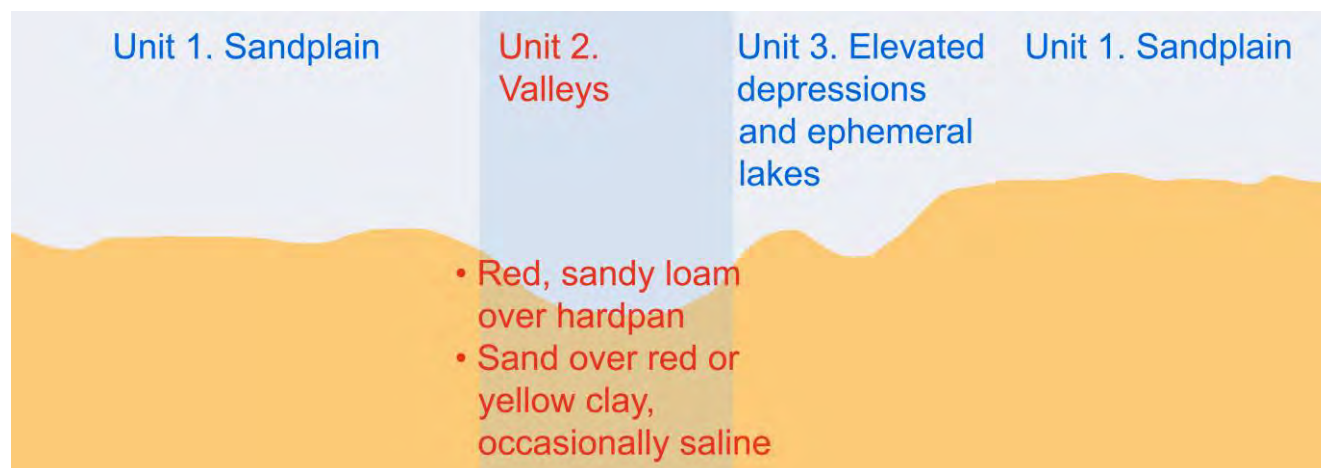 Unit 1. Sandplain
Unit 2.
Valleys
Unit 3. Elevated
depressions
and ephemeral
lakes
Unit 1. Sandplain
• Red, sandy loam
over hardpan
• Sand over red or
yellow clay,
occasionally saline